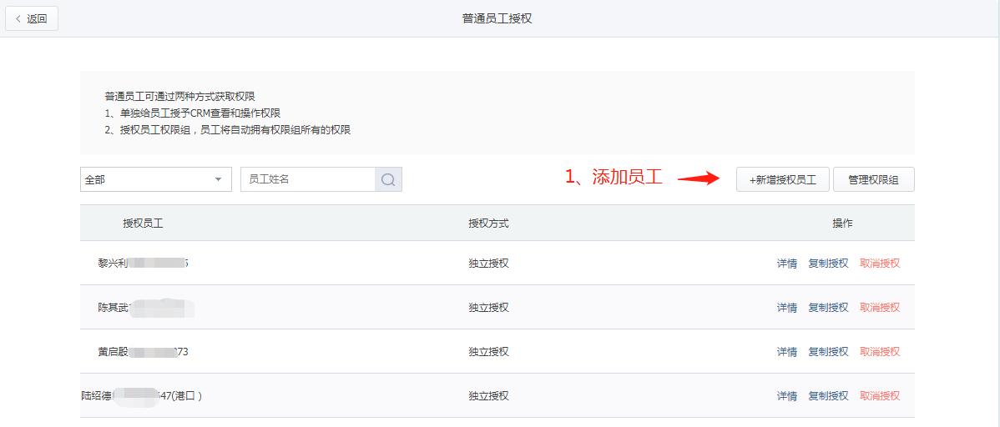 返回
普通员工授权
普通员工可通过两种方式获取权限
1、单独给员工授予CRM查看和操作权限
2、授权员工权限组，员工将自动拥有权限组所有的权限
全部
员工姓名
1、添加员工
+新增授权员工
管理权限组
授权员工 授权方式 操作
黎兴利 独立授权 详情 复制授权 取消授权
陈其武 独立授权 详情 复制授权 取消授权
黄启殷 73 独立授权 详情 复制授权 取消授权
陆绍德 47(港口) 独立授权 详情 复制授权 取消授权